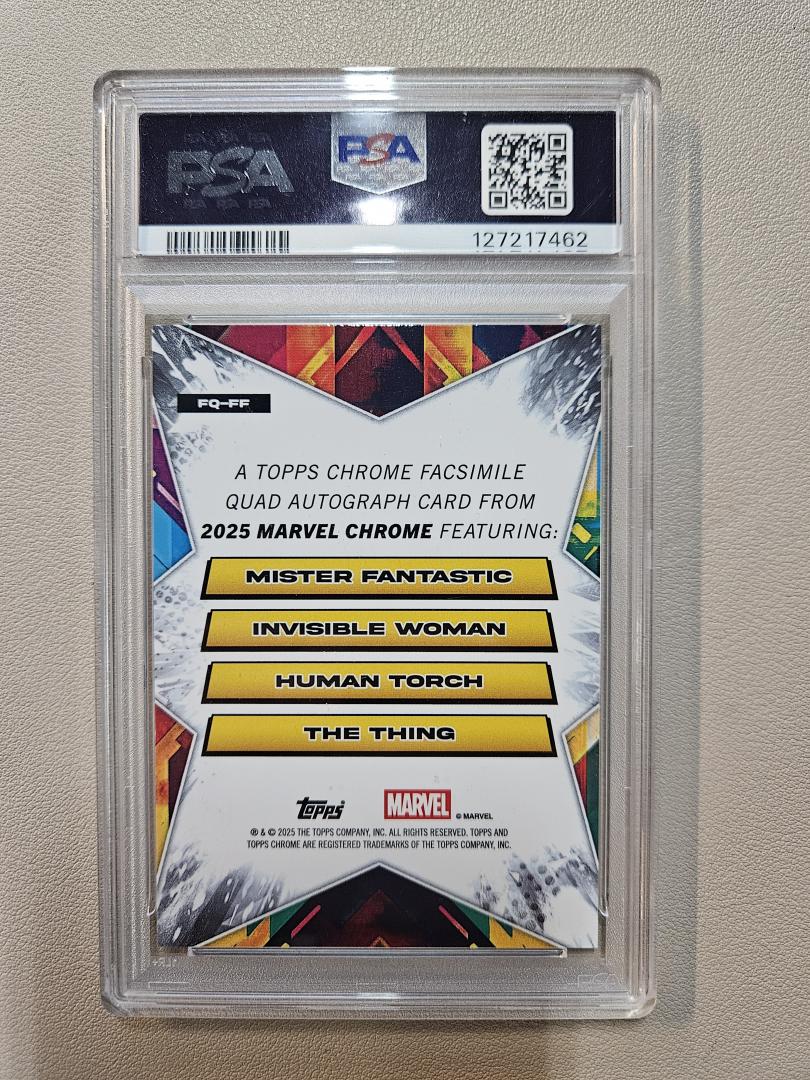 PSA
PSA
127217462
FQ-FF
A TOPPS CHROME FACSIMILE
QUAD AUTOGRAPH CARD FROM
2025 MARVEL CHROME FEATURING:
MISTER FANTASTIC
INVISIBLE WOMAN
HUMAN TORCH
THE THING
topps® MARVEL © MARVEL
® & © 2025 THE TOPPS COMPANY, INC. ALL RIGHTS RESERVED. TOPPS AND
TOPPS CHROME ARE REGISTERED TRADEMARKS OF THE TOPPS COMPANY, INC.